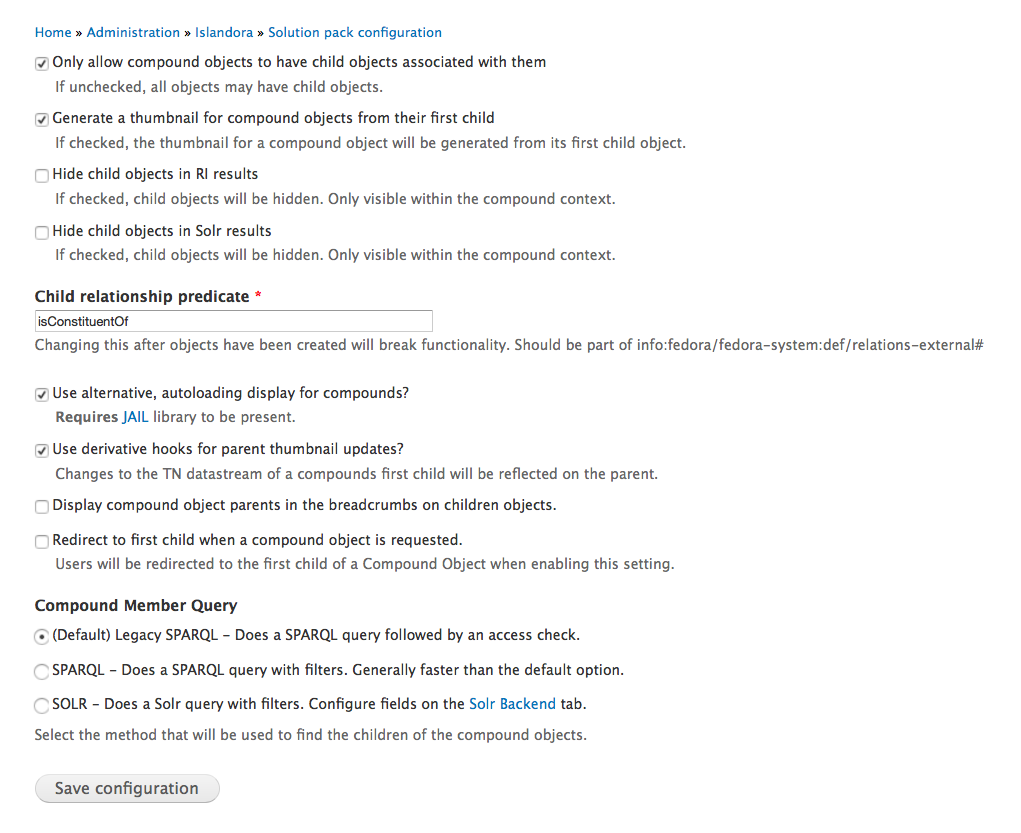 Home » Administration » Islandora » Solution pack configuration
Only allow compound objects to have child objects associated with them
If unchecked, all objects may have child objects.
Generate a thumbnail for compound objects from their first child
If checked, the thumbnail for a compound object will be generated from its first child object.
Hide child objects in RI results
If checked, child objects will be hidden. Only visible within the compound context.
Hide child objects in Solr results
If checked, child objects will be hidden. Only visible within the compound context.
Child relationship predicate *
isConstituentOf
Changing this after objects have been created will break functionality. Should be part of info:fedora/fedora-system:def/relations-external#
Use alternative, autoloading display for compounds?
Requires JAIL library to be present.
Use derivative hooks for parent thumbnail updates?
Changes to the TN datastream of a compounds first child will be reflected on the parent.
Display compound object parents in the breadcrumbs on children objects.
Redirect to first child when a compound object is requested.
Users will be redirected to the first child of a Compound Object when enabling this setting.
Compound Member Query
(Default) Legacy SPARQL – Does a SPARQL query followed by an access check.
SPARQL – Does a SPARQL query with filters. Generally faster than the default option.
SOLR – Does a Solr query with filters. Configure fields on the Solr Backend tab.
Select the method that will be used to find the children of the compound objects.
Save configuration